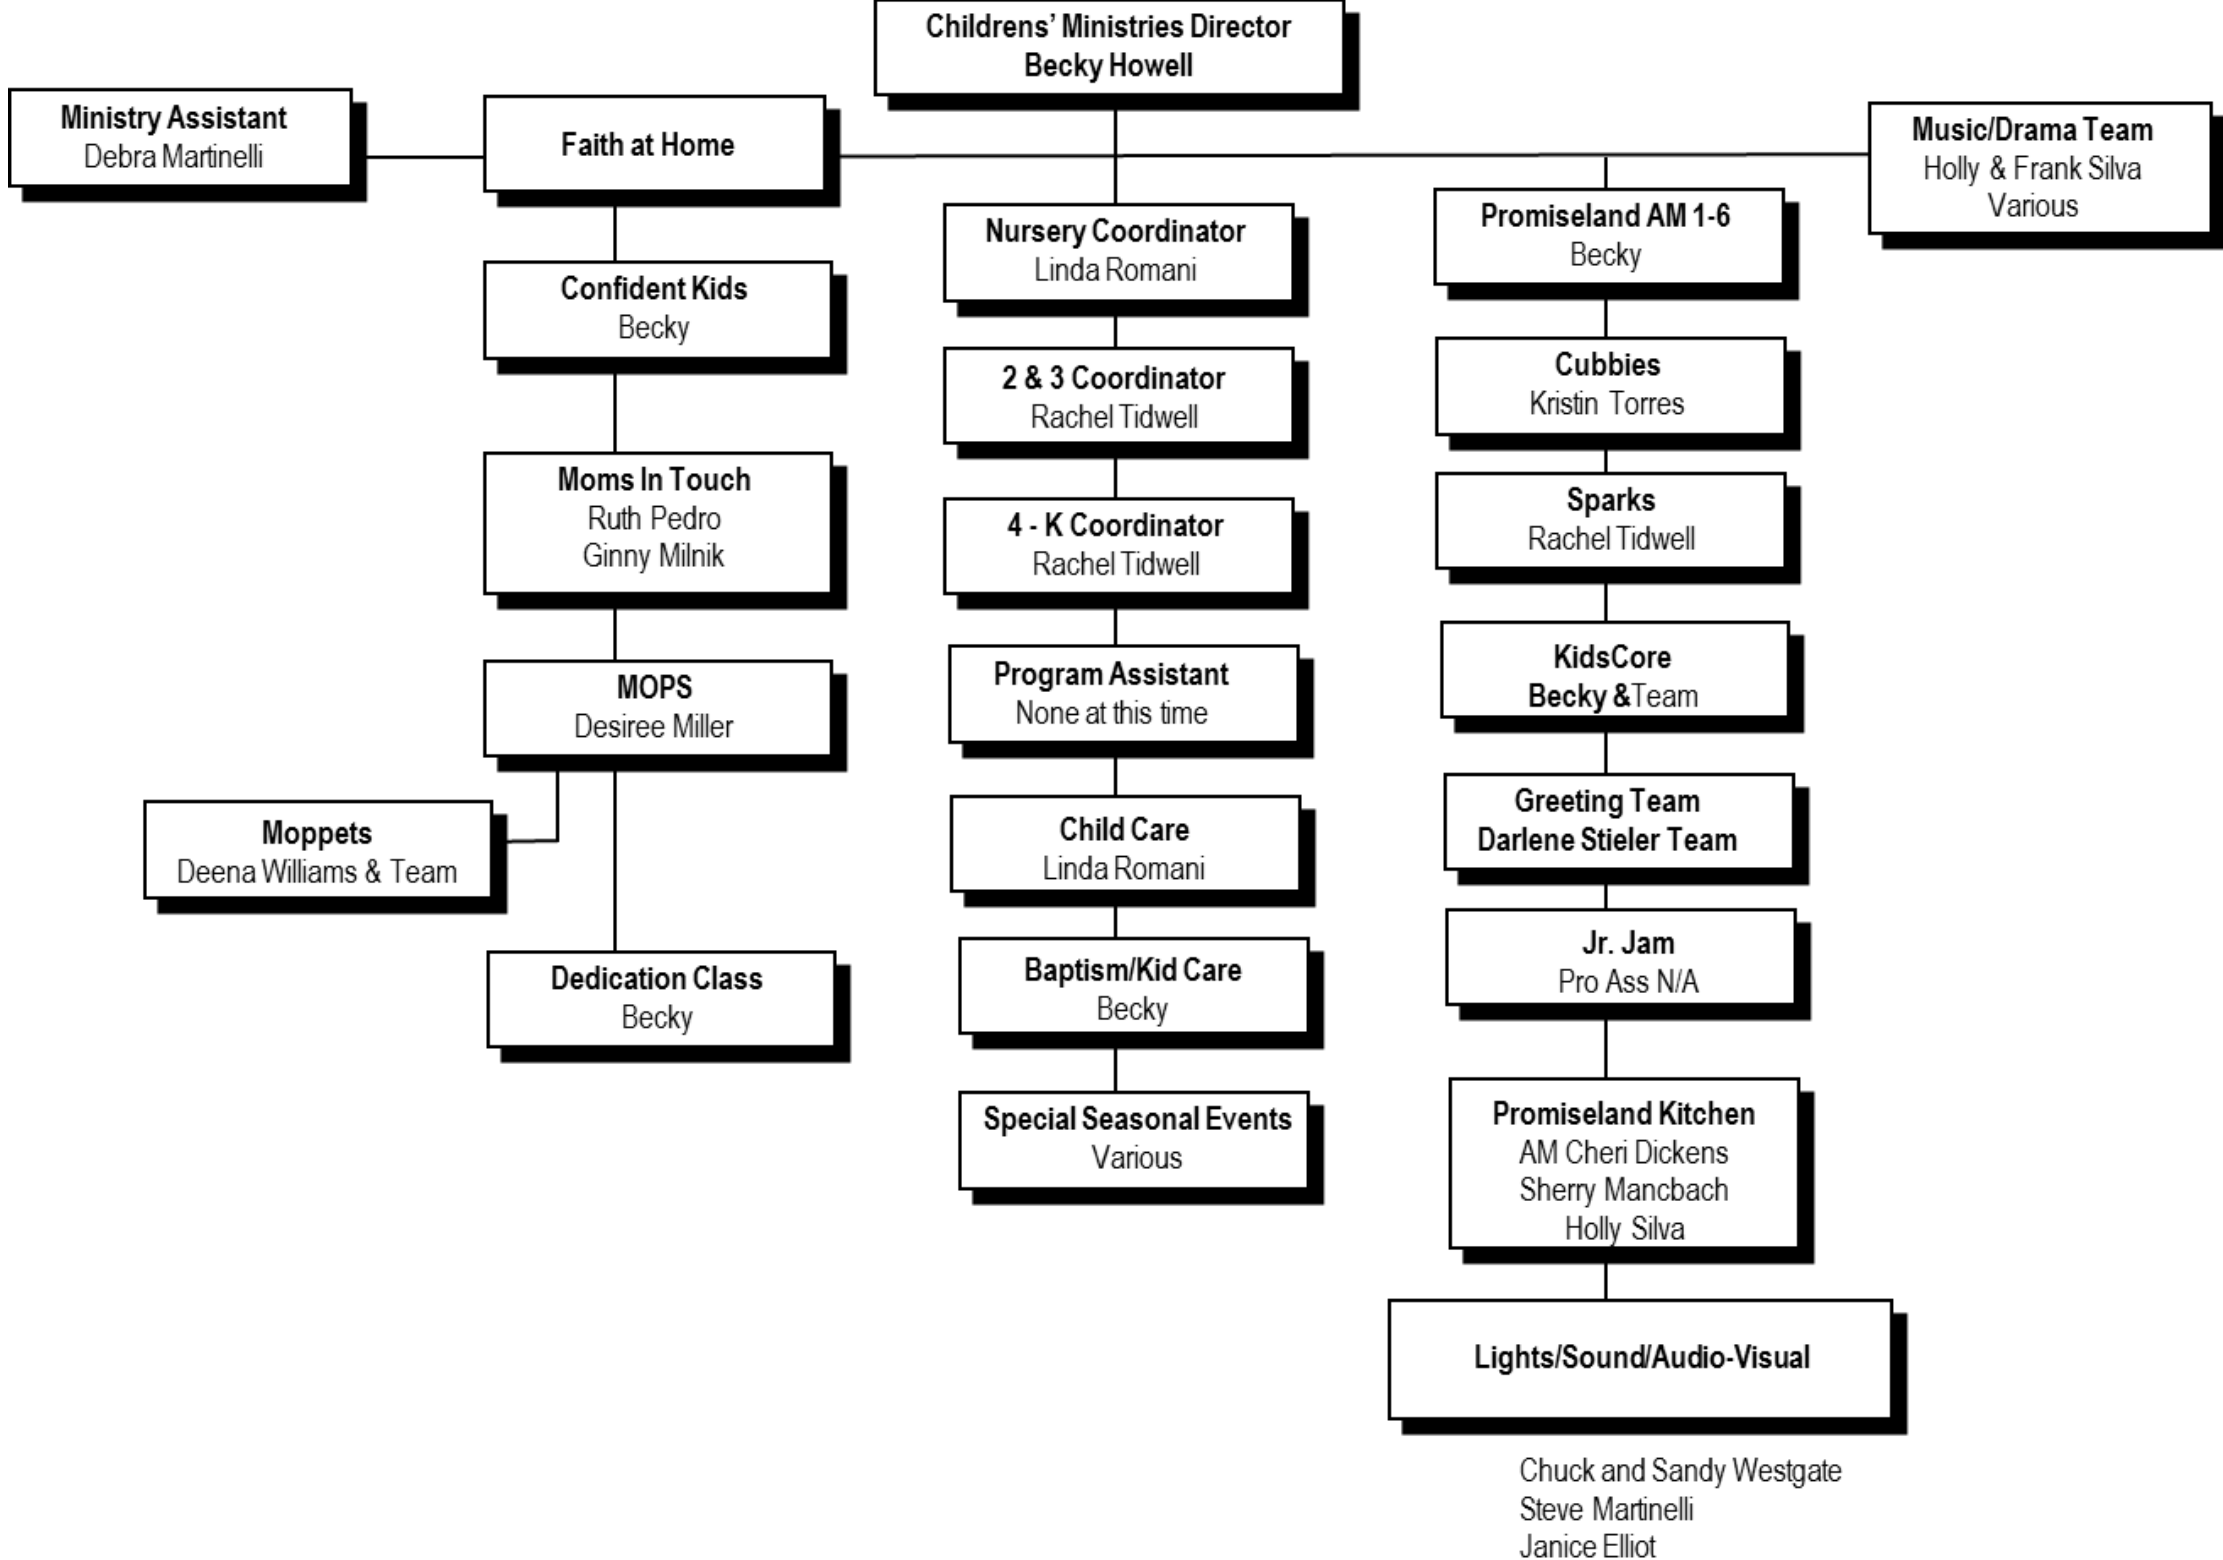 Childrens’ Ministries Director
Becky Howell
Ministry Assistant
Debra Martinelli
Faith at Home
Music/Drama Team
Holly & Frank Silva
Various
Confident Kids
Becky
Moms In Touch
Ruth Pedro
Ginny Milnik
MOPS
Desiree Miller
Moppets
Deena Williams & Team
Dedication Class
Becky
Nursery Coordinator
Linda Romani
2 & 3 Coordinator
Rachel Tidwell
4 - K Coordinator
Rachel Tidwell
Program Assistant
None at this time
Child Care
Linda Romani
Baptism/Kid Care
Becky
Special Seasonal Events
Various
Promiseland AM 1-6
Becky
Cubbies
Kristin Torres
Sparks
Rachel Tidwell
KidsCore
Becky &Team
Greeting Team
Darlene Stieler Team
Jr. Jam
Pro Ass N/A
Promiseland Kitchen
AM Cheri Dickens
Sherry Mancbach
Holly Silva
Lights/Sound/Audio-Visual
Chuck and Sandy Westgate
Steve Martinelli
Janice Elliot